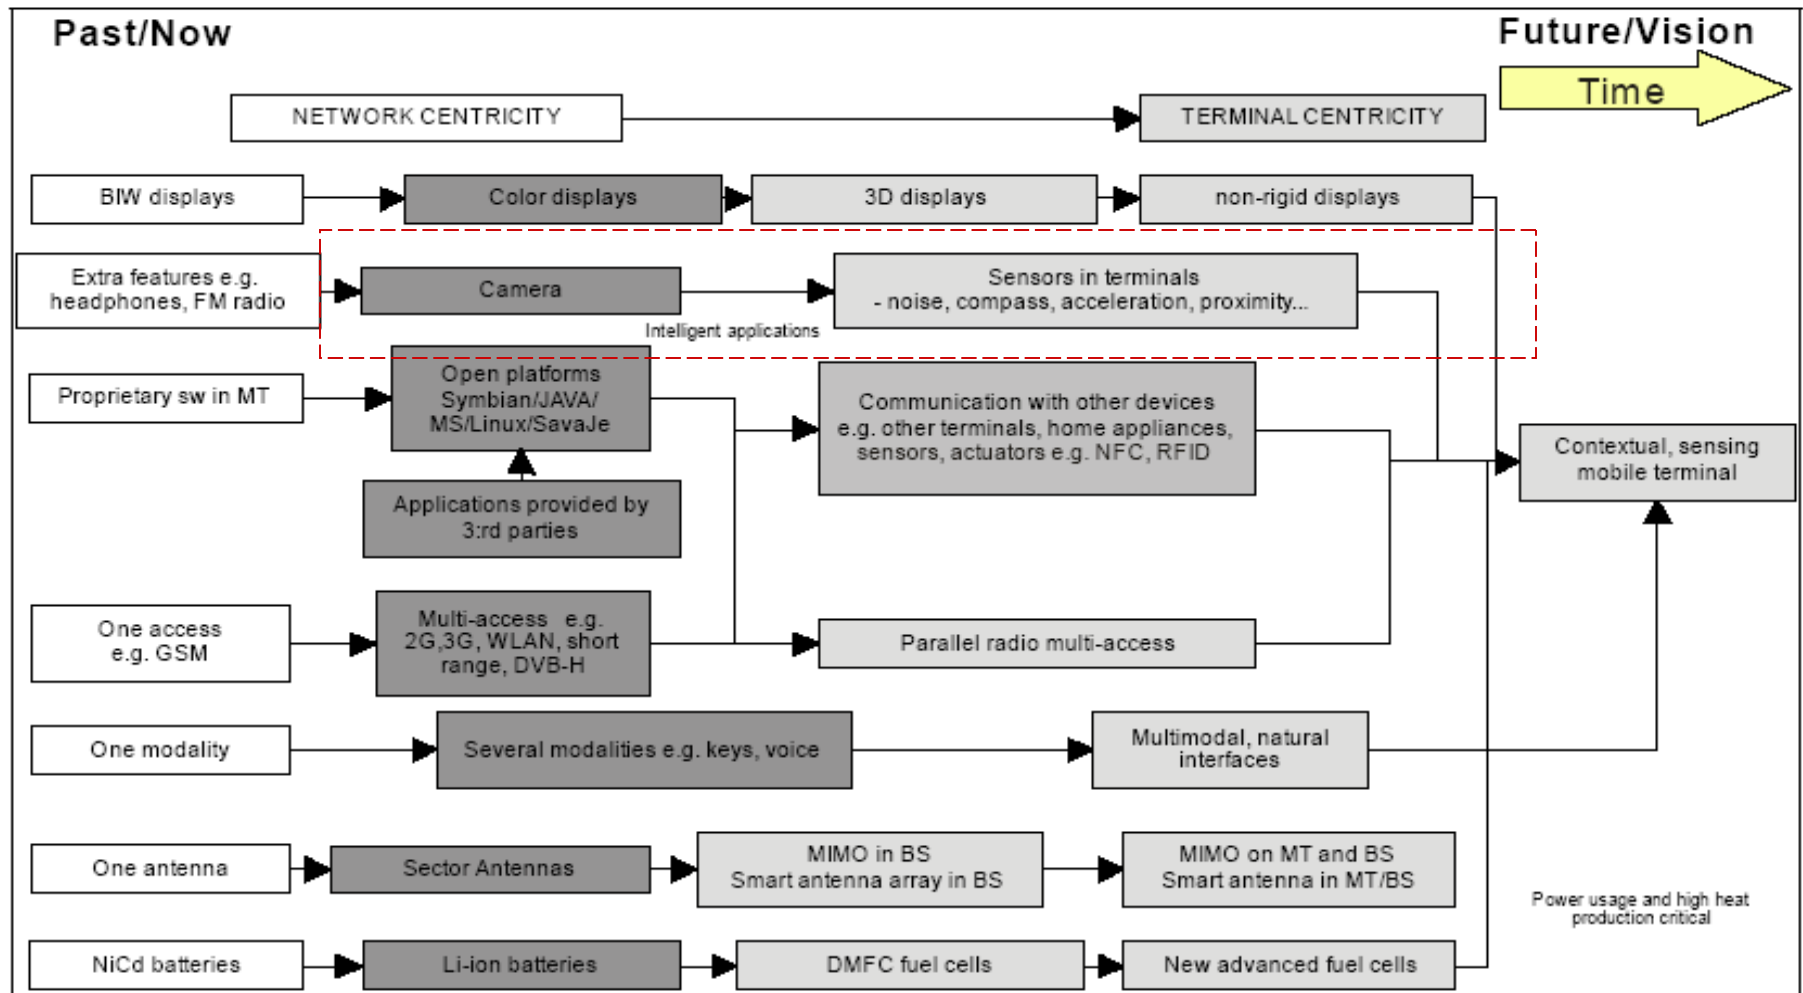 Past/Now
Future/Vision
Time
NETWORK CENTRICITY
TERMINAL CENTRICITY
BIW displays
Color displays
3D displays
non-rigid displays
Extra features e.g.
headphones, FM radio
Camera
Sensors in terminals
- noise, compass, acceleration, proximity...
Intelligent applications
Proprietary sw in MT
Open platforms
Symbian/JAVA/
MS/Linux/SavaJe
Communication with other devices
e.g. other terminals, home appliances,
sensors, actuators e.g. NFC, RFID
Contextual, sensing
mobile terminal
Applications provided by
3:rd parties
One access
e.g. GSM
Multi-access e.g.
2G,3G, WLAN, short
range, DVB-H
Parallel radio multi-access
One modality
Several modalities e.g. keys, voice
Multimodal, natural
interfaces
One antenna
Sector Antennas
MIMO in BS
Smart antenna array in BS
MIMO on MT and BS
Smart antenna in MT/BS
Power usage and high heat
production critical
NiCd batteries
Li-ion batteries
DMFC fuel cells
New advanced fuel cells